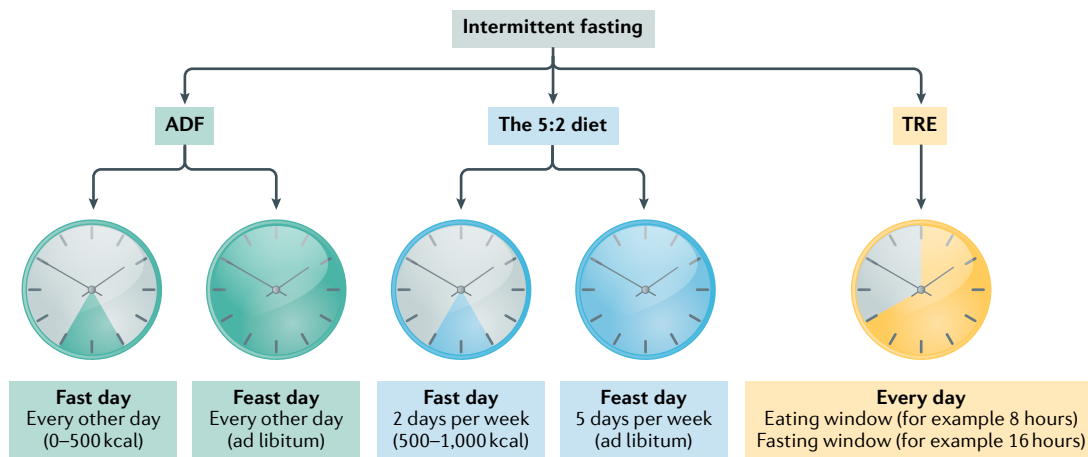 Intermittent fasting
ADF
The 5:2 diet
TRE
Fast day
Every other day
(0–500 kcal)
Feast day
Every other day
(ad libitum)
Fast day
2 days per week
(500–1,000 kcal)
Feast day
5 days per week
(ad libitum)
Every day
Eating window (for example 8 hours)
Fasting window (for example 16 hours)